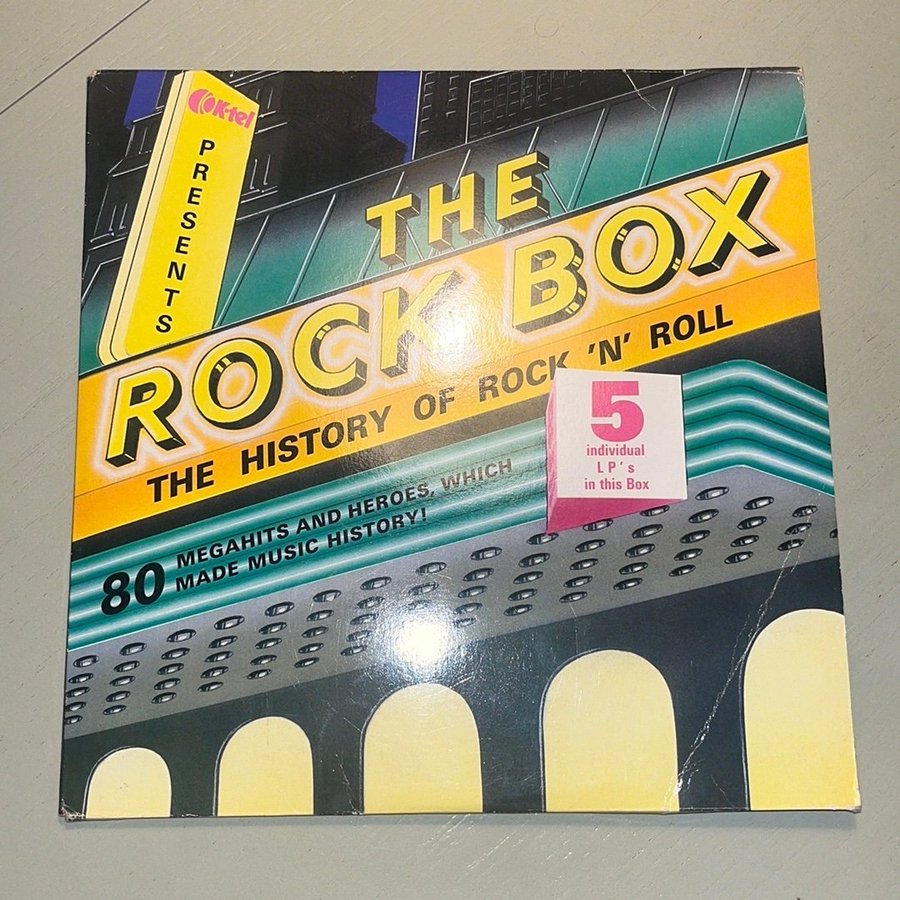 K-tel
PRESENTS
THE
ROCK BOX
THE HISTORY OF ROCK 'N' ROLL
5
individual
LP's
in this Box
80 MEGAHITS AND HEROES, WHICH
MADE MUSIC HISTORY!